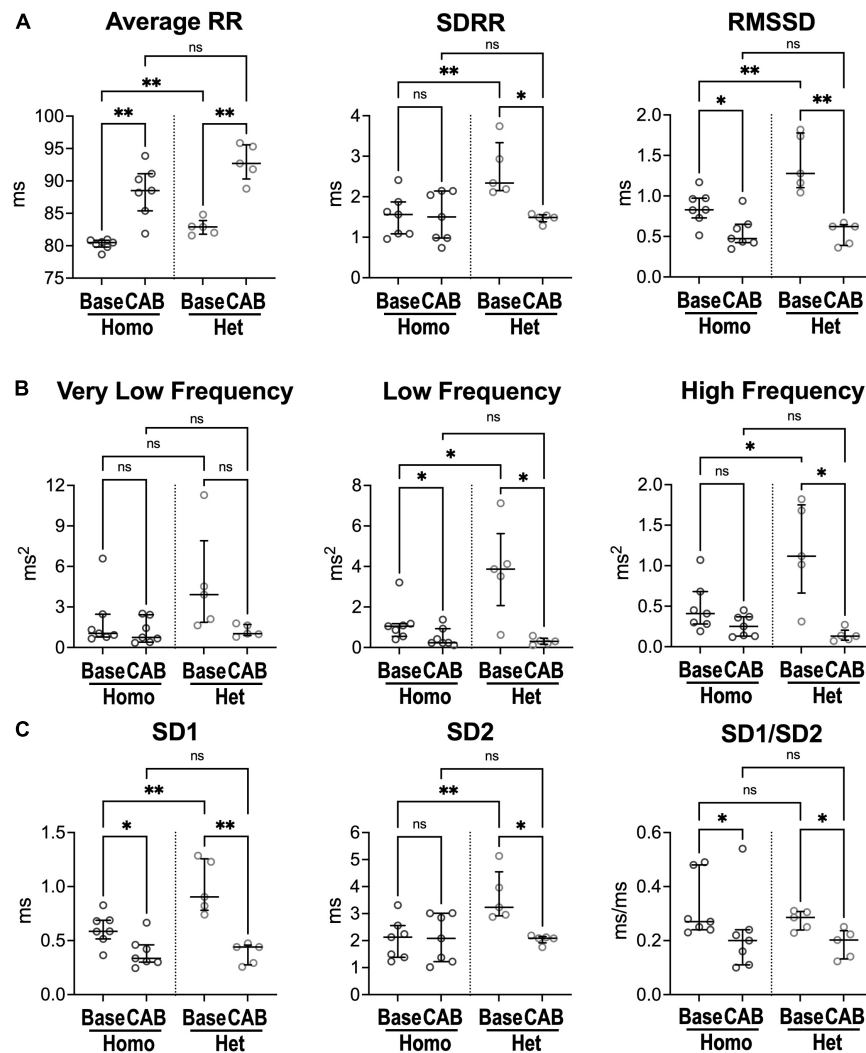 A
Average RR
SDRR
RMSSD
ns
ns
ns
**
**
**
**
**
ns
*
*
**
100
95
90
85
80
75
ms
4
3
2
1
0
ms
2.0
1.5
1.0
0.5
0.0
ms
Base CAB Base CAB
Homo Het
Base CAB Base CAB
Homo Het
Base CAB Base CAB
Homo Het
B
Very Low Frequency
Low Frequency
High Frequency
ns
ns
ns
ns
*
*
ns
ns
*
*
ns
*
12
9
6
3
0
ms²
8
6
4
2
0
ms²
2.0
1.5
1.0
0.5
0.0
ms²
Base CAB Base CAB
Homo Het
Base CAB Base CAB
Homo Het
Base CAB Base CAB
Homo Het
C
SD1
SD2
SD1/SD2
ns
ns
ns
**
**
ns
*
**
ns
*
*
*
1.5
1.0
0.5
0.0
ms
6
5
4
3
2
1
0
ms
0.6
0.4
0.2
0.0
ms/ms
Base CAB Base CAB
Homo Het
Base CAB Base CAB
Homo Het
Base CAB Base CAB
Homo Het